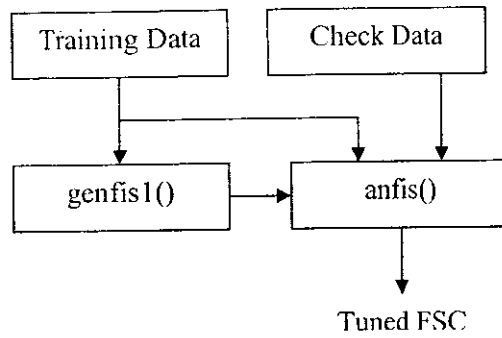 Training Data
Check Data
genfis1()
anfis()
Tuned FSC